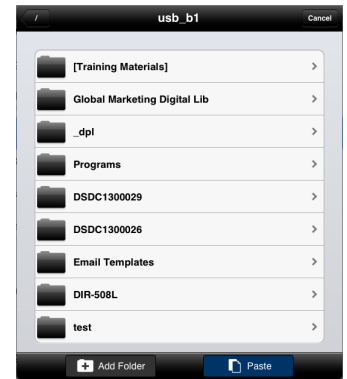 / usb_b1 Cancel
[Training Materials]
Global Marketing Digital Lib
_dpl
Programs
DSDC1300029
DSDC1300026
Email Templates
DIR-508L
test
Add Folder Paste